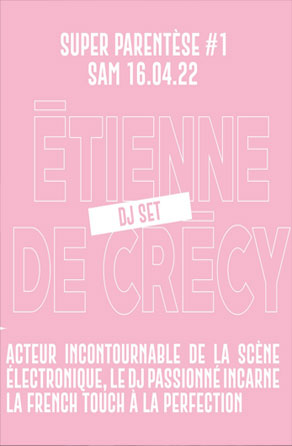 SUPER PARENTÈSE #1
SAM 16.04.22
ÉTIENNE
DJ SET
DE CRÉCY
ACTEUR INCONTOURNABLE DE LA SCÈNE
ÉLECTRONIQUE, LE DJ PASSIONNÉ INCARNE
LA FRENCH TOUCH À LA PERFECTION